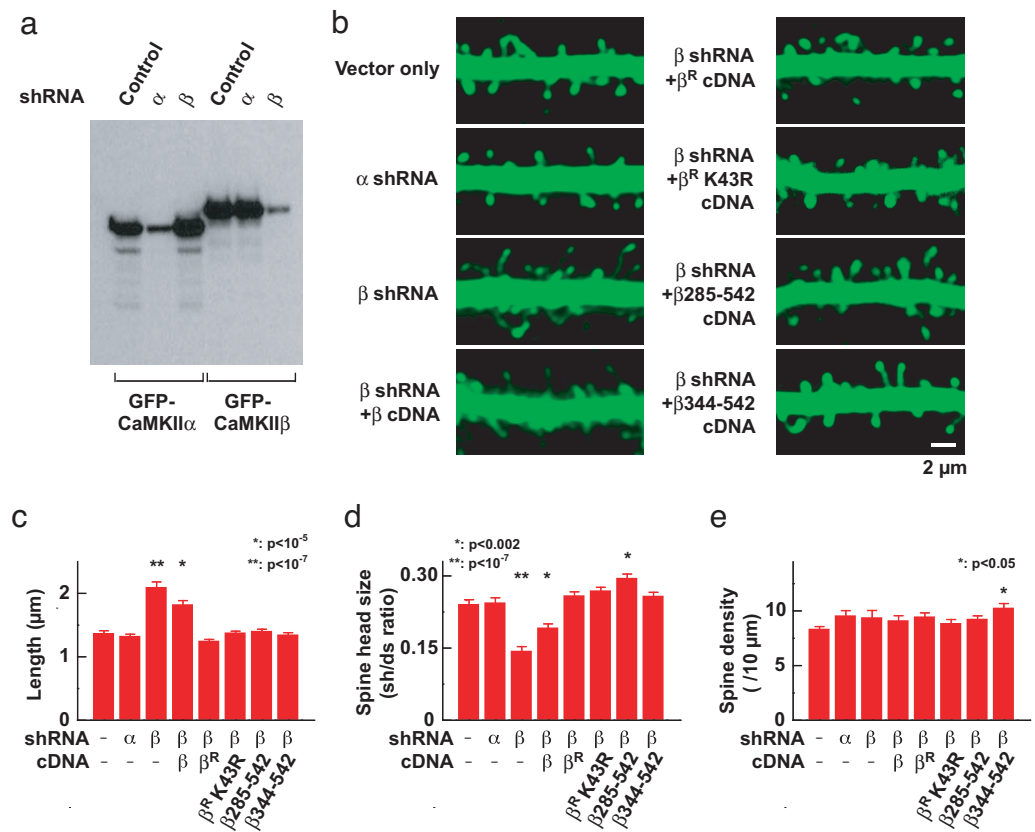 a
shRNA
Control
α
β
Control
α
β
GFP-
CaMKIIα
GFP-
CaMKIIβ
b
Vector only
α shRNA
β shRNA
β shRNA
+β cDNA
β shRNA
+βᴿ cDNA
β shRNA
+βᴿ K43R
cDNA
β shRNA
+β285-542
cDNA
β shRNA
+β344-542
cDNA
2 µm
c
*: p<10⁻⁵
**: p<10⁻⁷
Length (µm)
2
1
0
** *
shRNA - α β β β β β β
cDNA - - - β βᴿ βᴿ K43R β285-542 β344-542
d
*: p<0.002
**: p<10⁻⁷
Spine head size
(sh/ds ratio)
0.30
0.15
0
** * *
shRNA - α β β β β β β
cDNA - - - β βᴿ βᴿ K43R β285-542 β344-542
e
*: p<0.05
Spine density
( /10 µm)
10
5
0
*
shRNA - α β β β β β β
cDNA - - - β βᴿ βᴿ K43R β285-542 β344-542